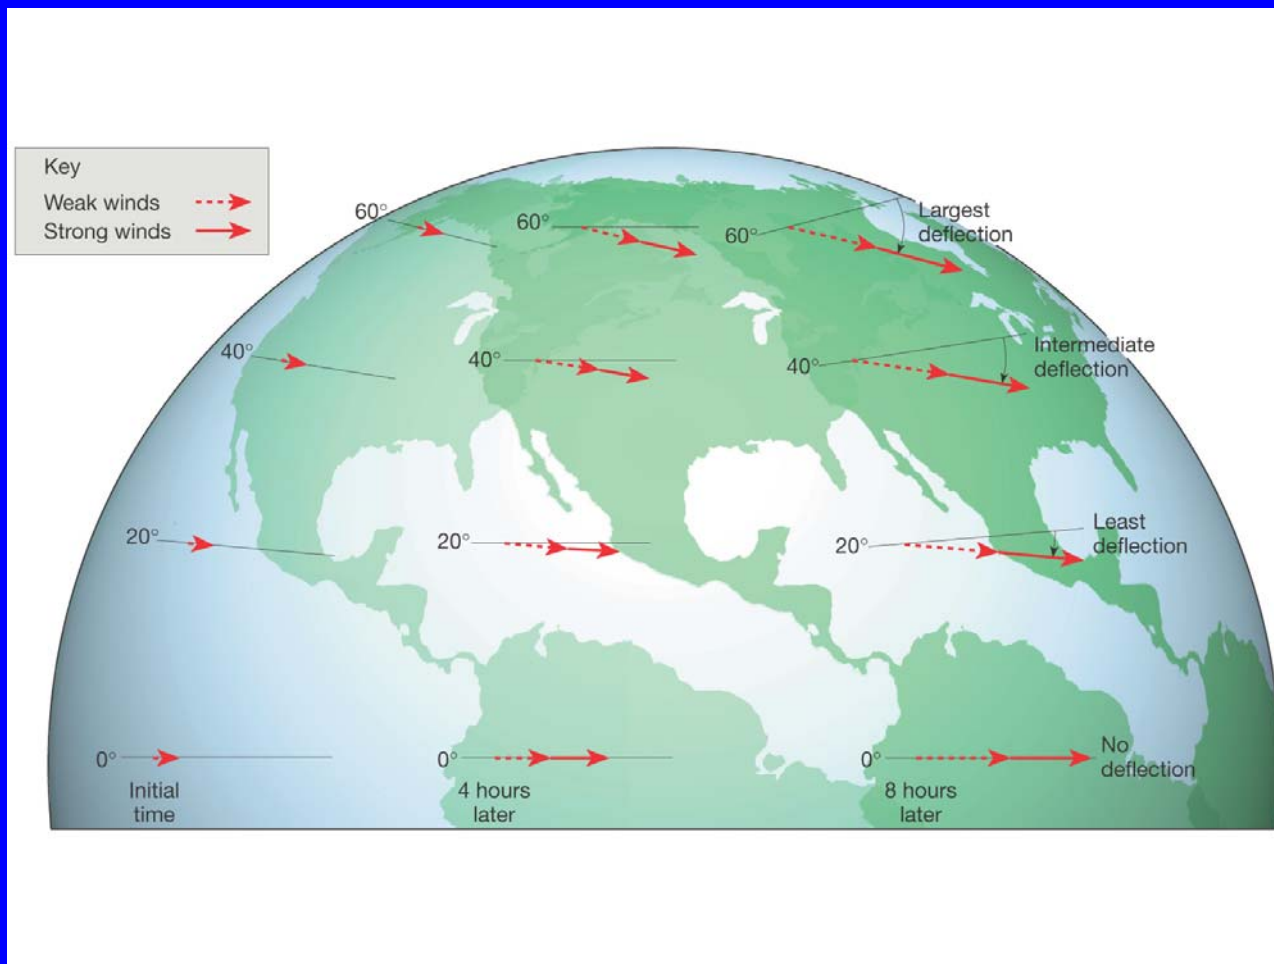 Key
Weak winds
Strong winds
60°
60°
60°
Largest
deflection
40°
40°
40°
Intermediate
deflection
20°
20°
20°
Least
deflection
0°
0°
0°
No
deflection
Initial
time
4 hours
later
8 hours
later